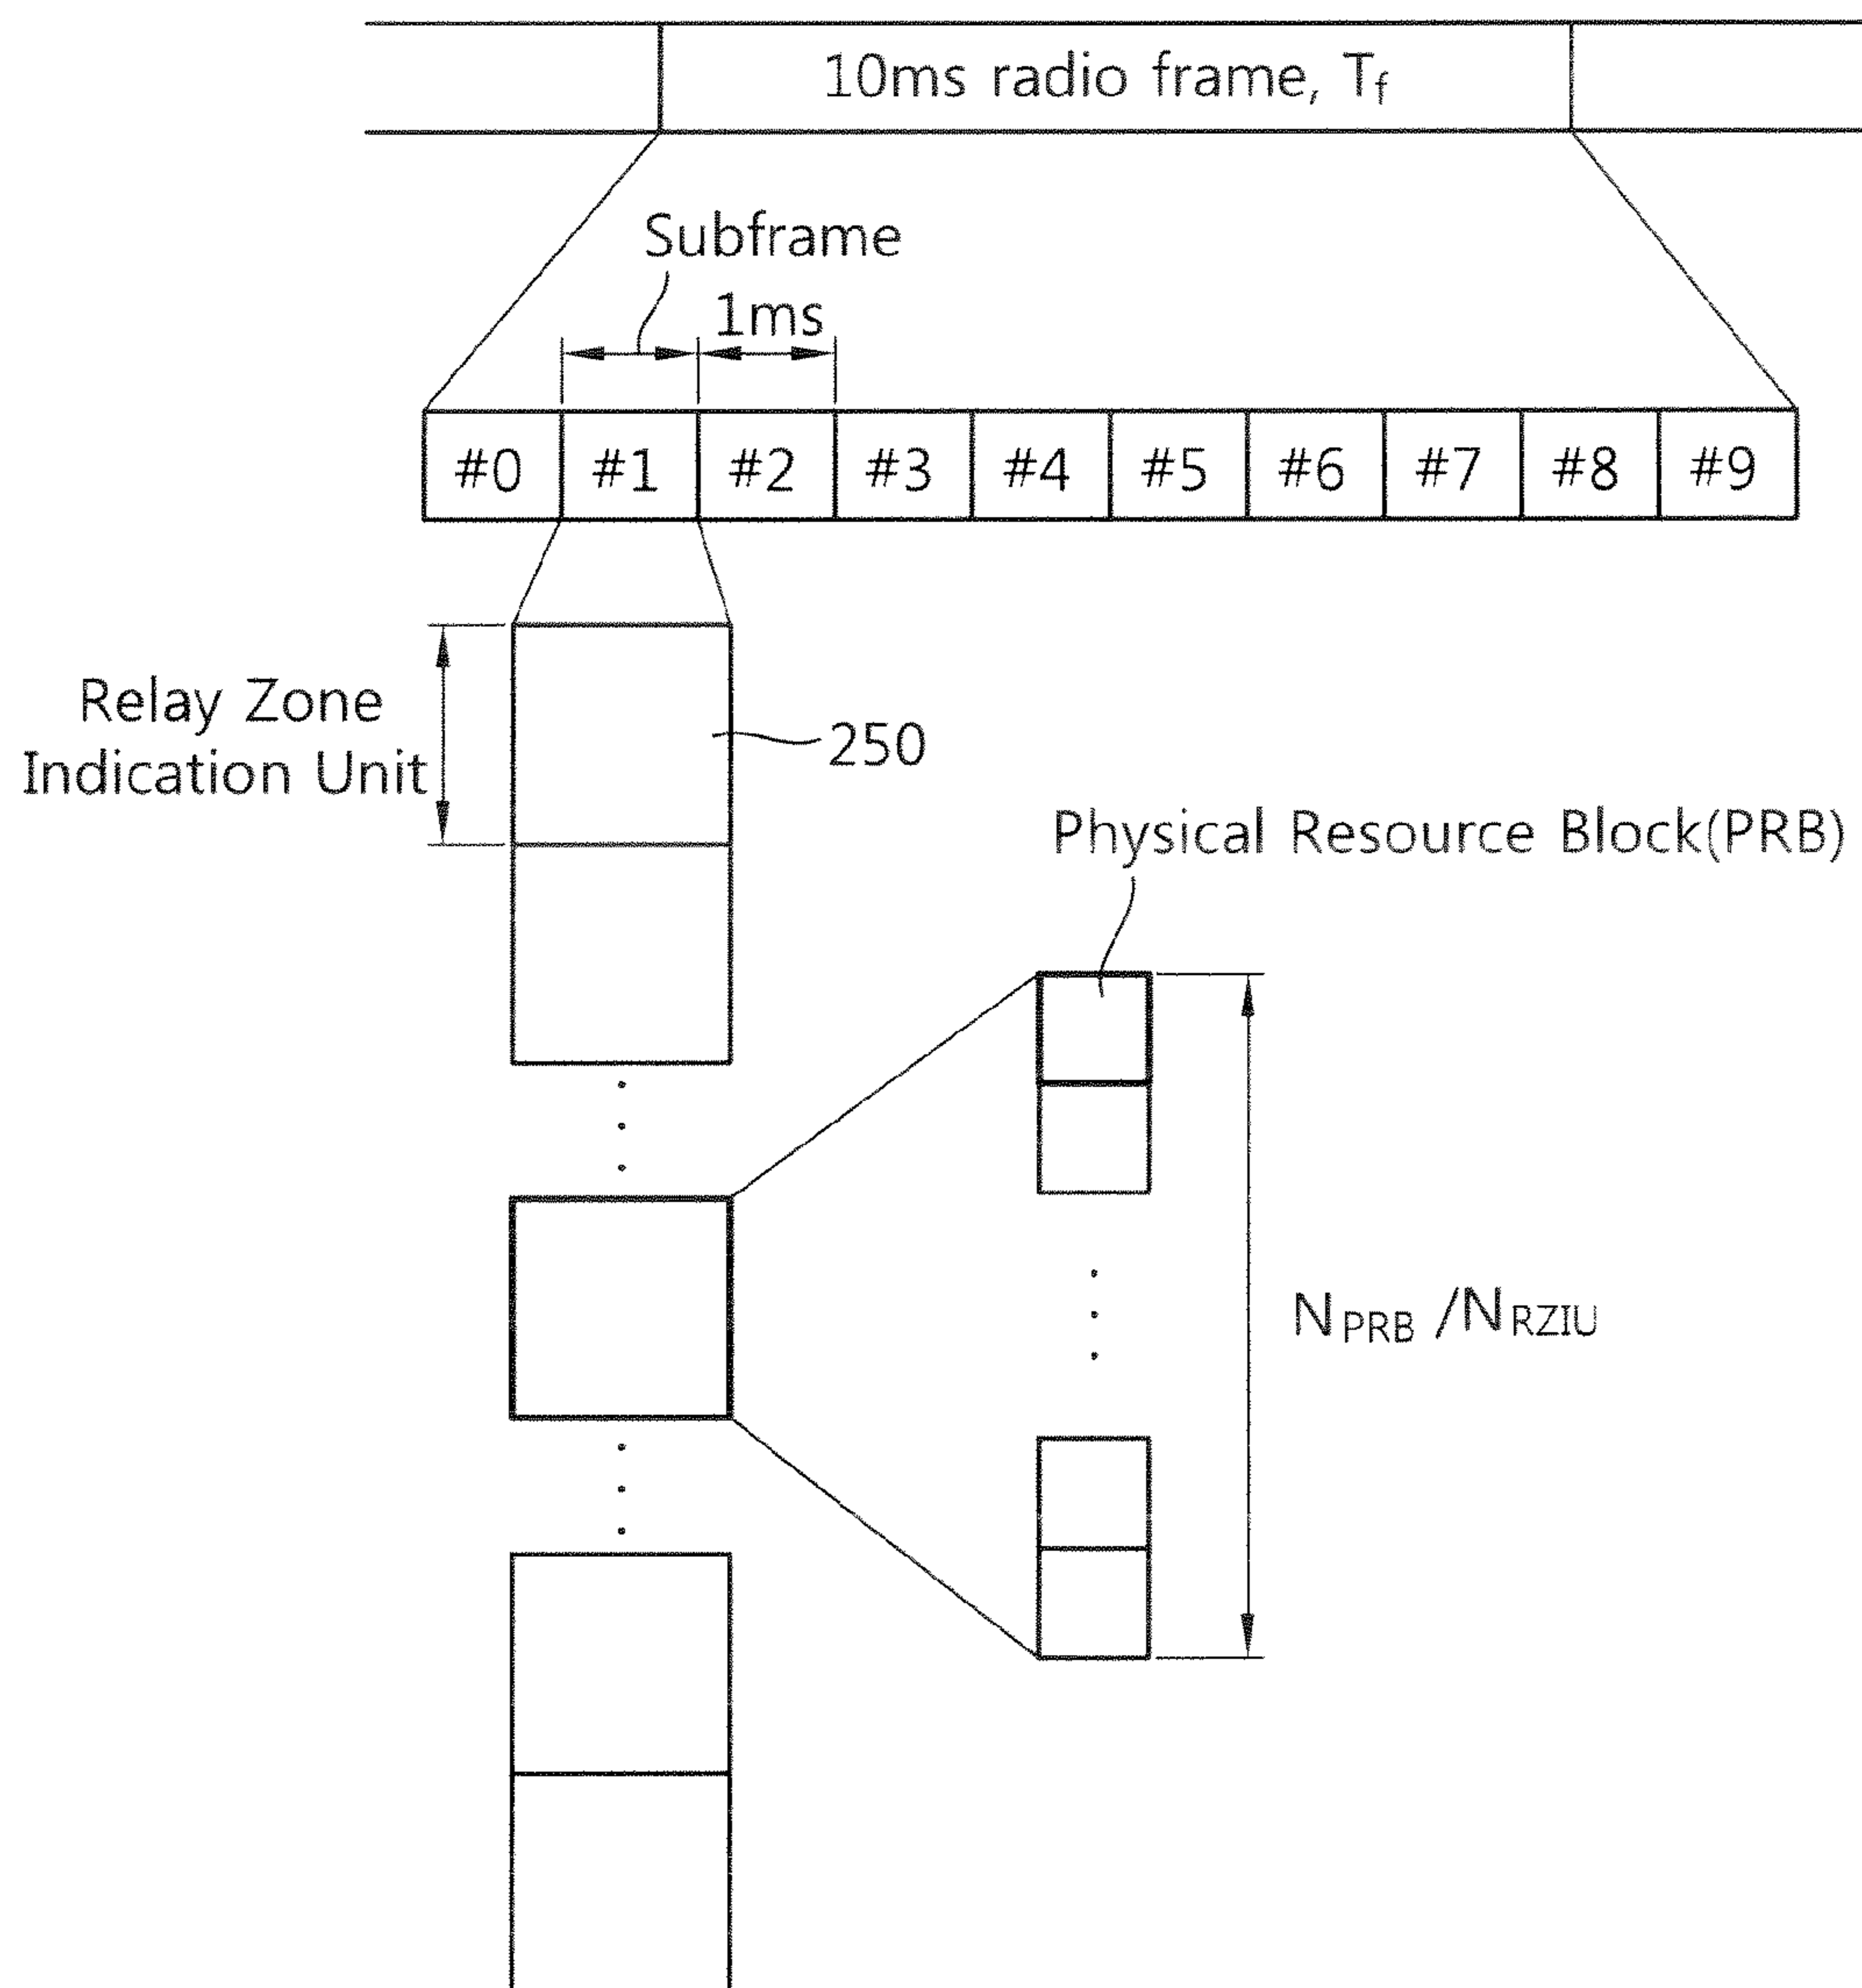 10ms radio frame, Tf
Subframe
1ms
#0 #1 #2 #3 #4 #5 #6 #7 #8 #9
Relay Zone
Indication Unit
250
Physical Resource Block(PRB)
NPRB /NRZIU